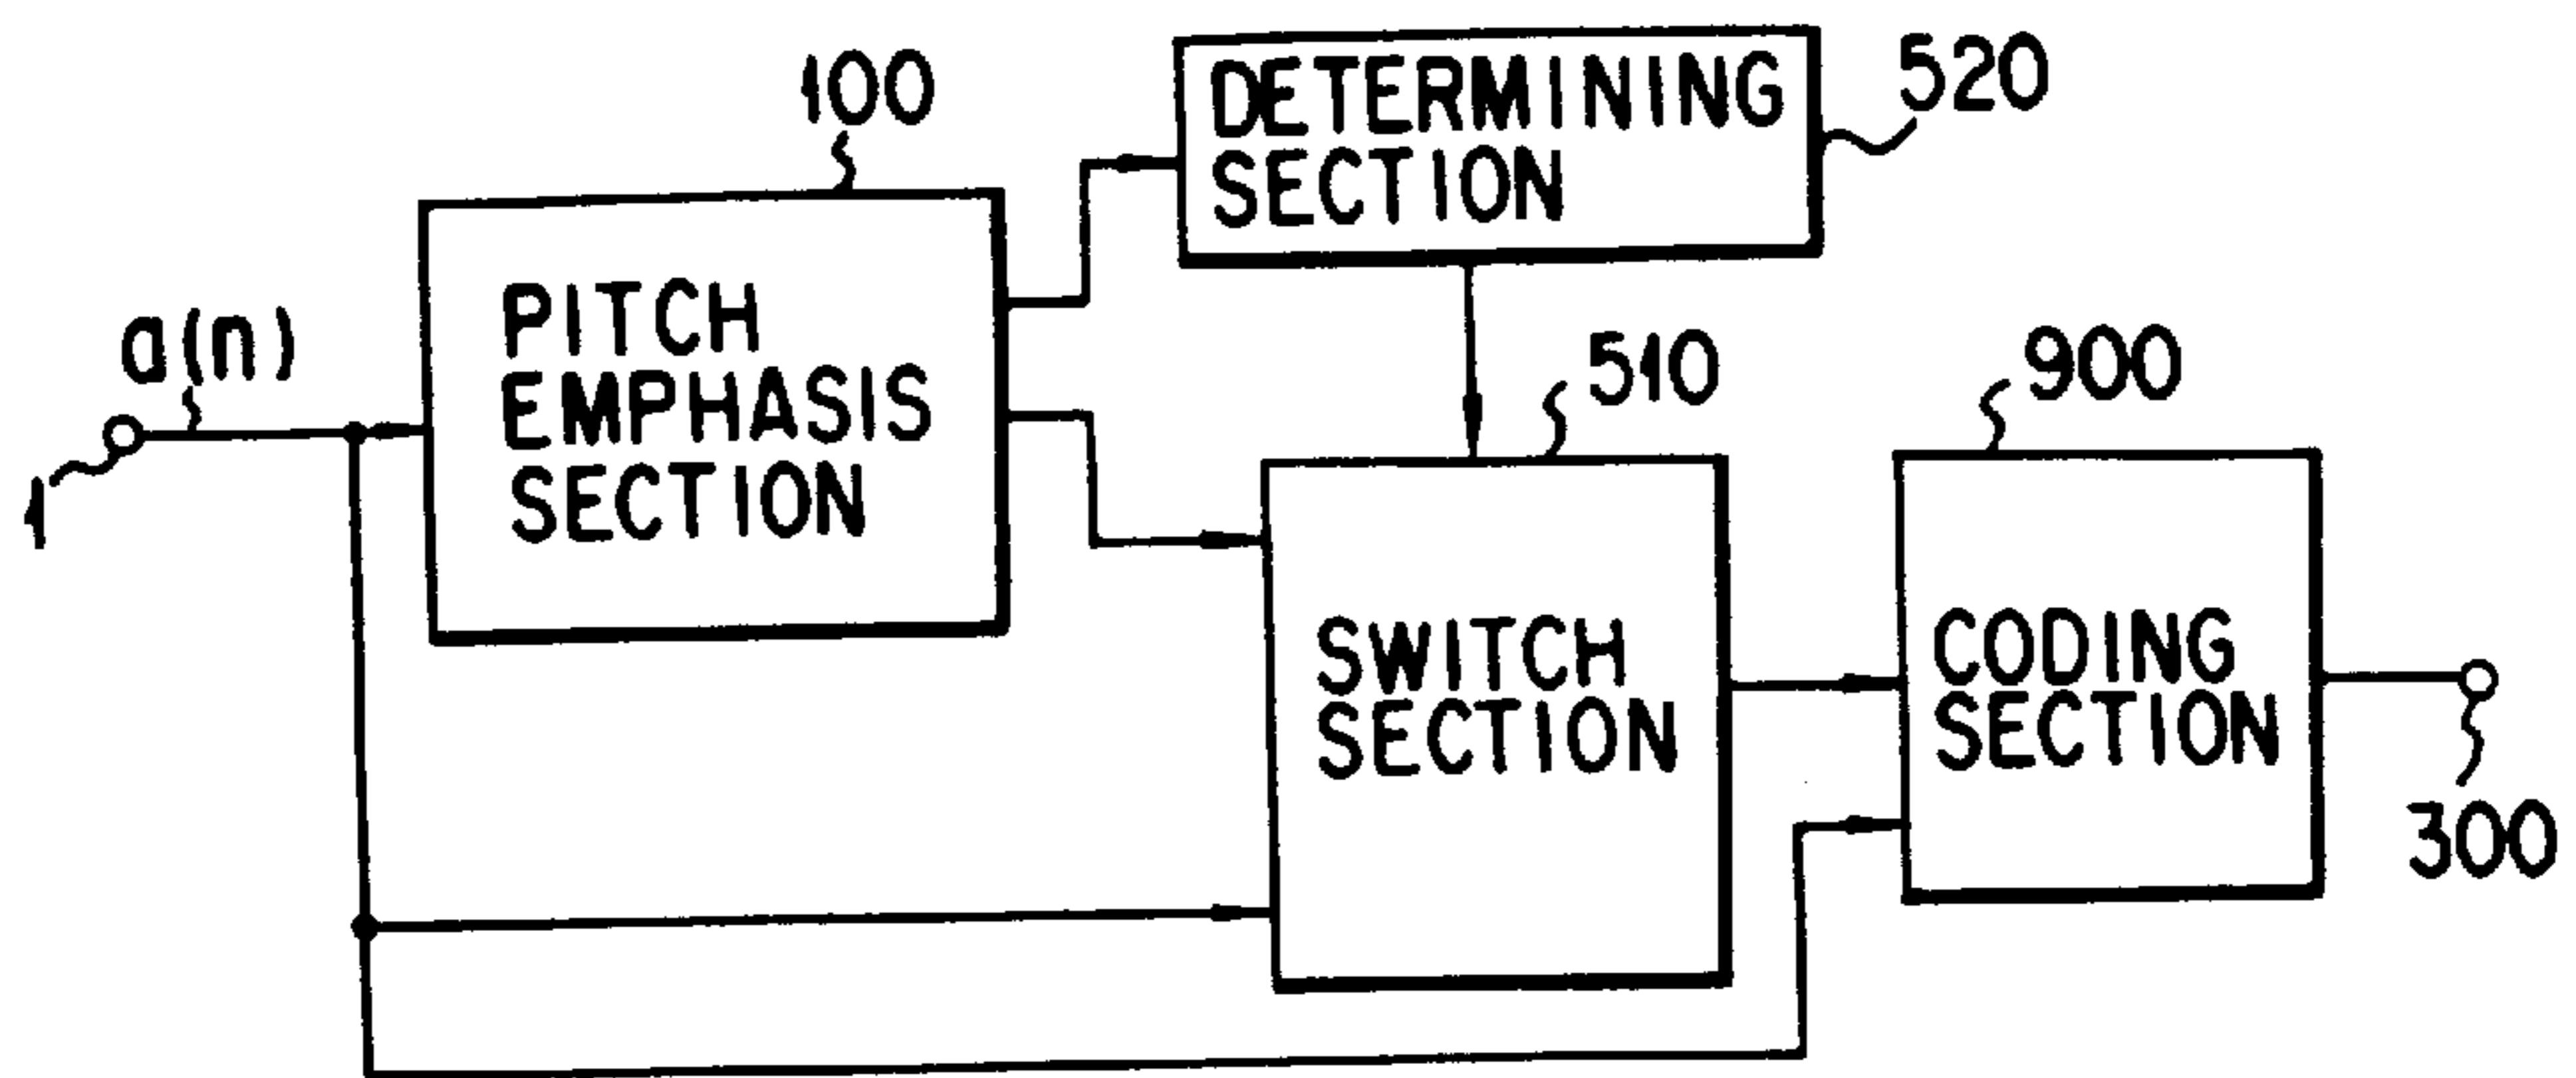 100
DETERMINING
SECTION
520
a(n)
1
PITCH
EMPHASIS
SECTION
510
900
SWITCH
SECTION
CODING
SECTION
300